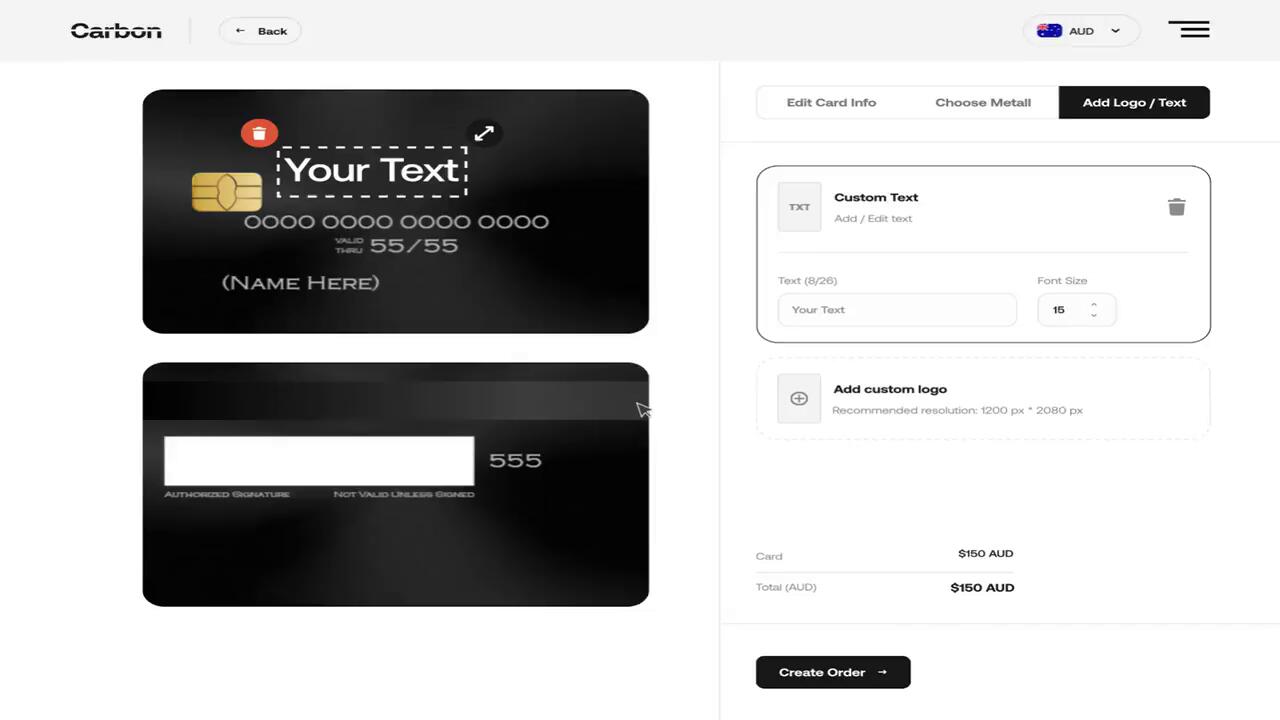 Carbon
← Back
AUD
Your Text
0000 0000 0000 0000
VALID THRU 55/55
(Name Here)
555
Authorized Signature Not Valid Unless Signed
Edit Card Info Choose Metall Add Logo / Text
TXT
Custom Text
Add / Edit text
Text (8/26) Font Size
Your Text 15
Add custom logo
Recommended resolution: 1200 px * 2080 px
Card $150 AUD
Total (AUD) $150 AUD
Create Order →